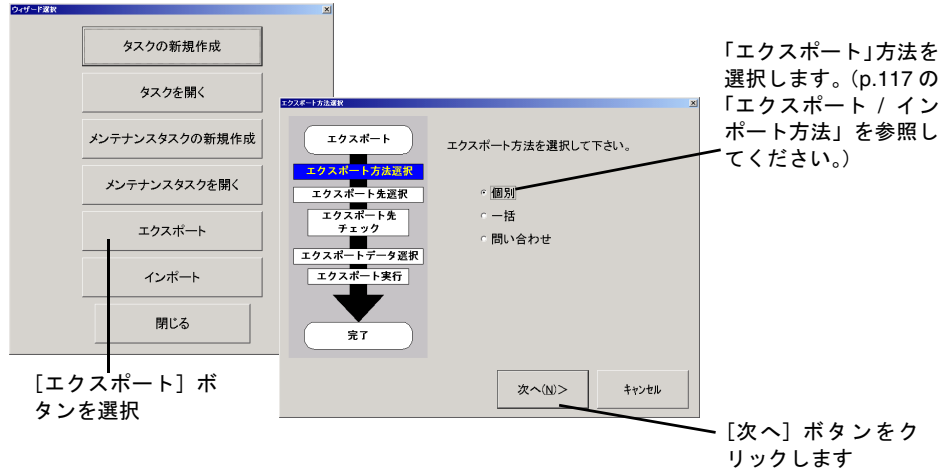 ウィザード選択
タスクの新規作成
タスクを開く
メンテナンスタスクの新規作成
メンテナンスタスクを開く
エクスポート
インポート
閉じる
[エクスポート] ボ
タンを選択
エクスポート方法選択
エクスポート
エクスポート方法選択
エクスポート先選択
エクスポート先
チェック
エクスポートデータ選択
エクスポート実行
完了
エクスポート方法を選択して下さい。
個別
一括
問い合わせ
次へ(N)>
キャンセル
「エクスポート」方法を
選択します。(p.117 の
「エクスポート / イン
ポート方法」を参照し
てください。)
[次へ] ボタンをク
リックします